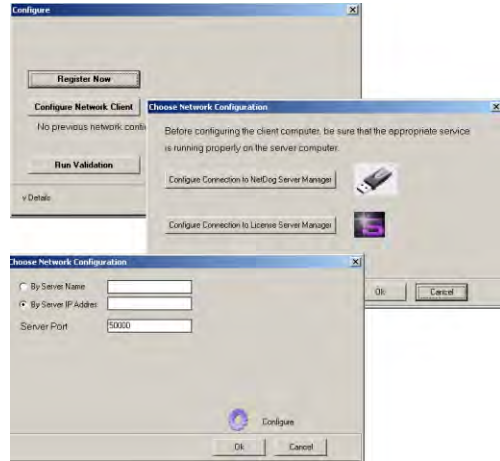 Configure
Register Now
Configure Network Client
No previous network confi
Run Validation
v Details
Choose Network Configuration
Before configuring the client computer, be sure that the appropriate service
is running properly on the server computer.
Configure Connection to NetDog Server Manager
Configure Connection to License Server Manager
Ok
Cancel
Choose Network Configuration
By Server Name
By Server IP Addres
Server Port
50000
Configure
Ok
Cancel